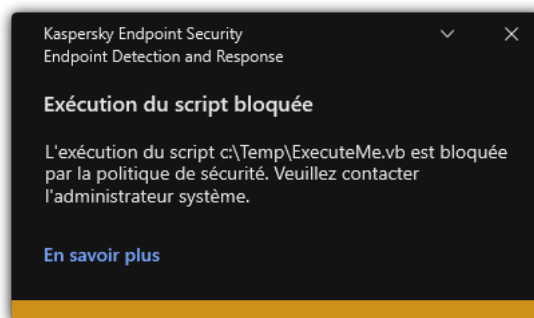 Kaspersky Endpoint Security
Endpoint Detection and Response
Exécution du script bloquée
L'exécution du script c:\Temp\ExecuteMe.vb est bloquée
par la politique de sécurité. Veuillez contacter
l'administrateur système.
En savoir plus